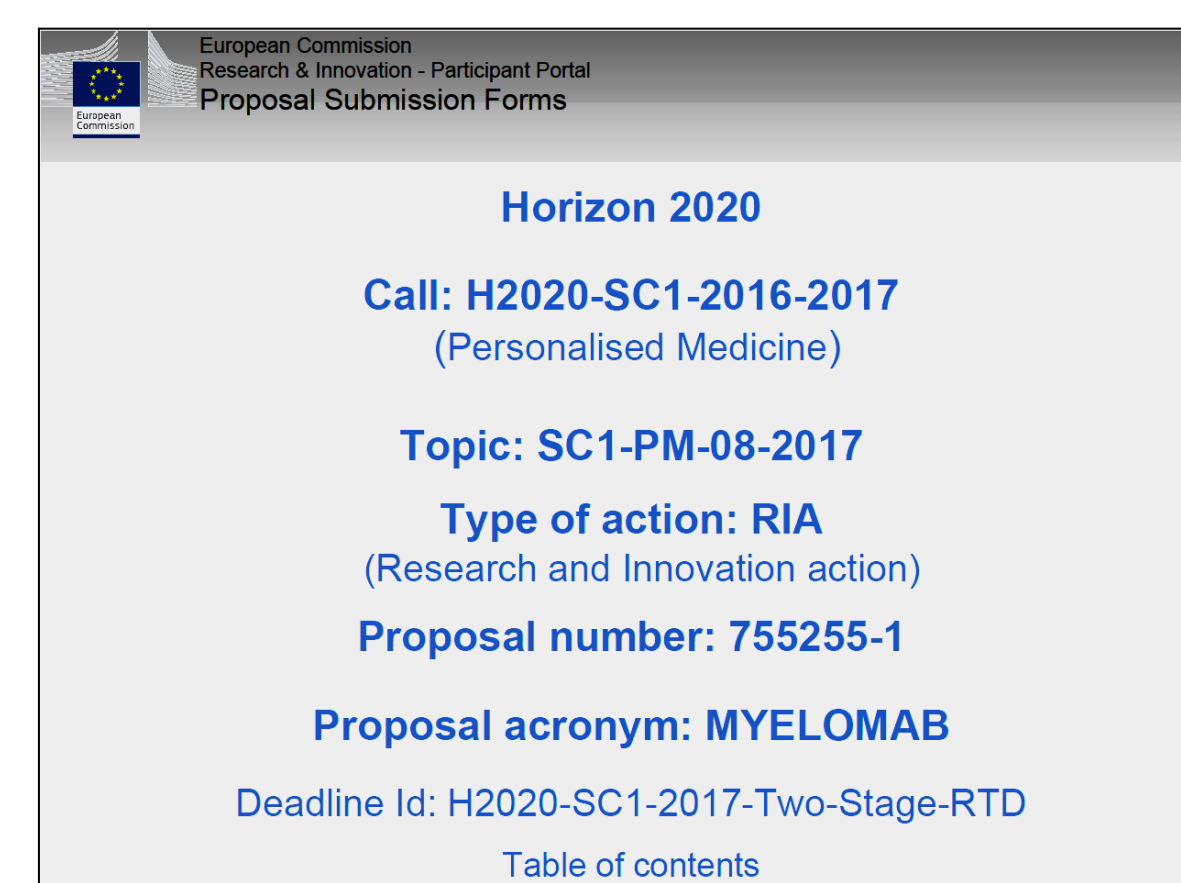 European Commission
Research & Innovation - Participant Portal
Proposal Submission Forms
European
Commission
Horizon 2020
Call: H2020-SC1-2016-2017
(Personalised Medicine)
Topic: SC1-PM-08-2017
Type of action: RIA
(Research and Innovation action)
Proposal number: 755255-1
Proposal acronym: MYELOMAB
Deadline Id: H2020-SC1-2017-Two-Stage-RTD
Table of contents